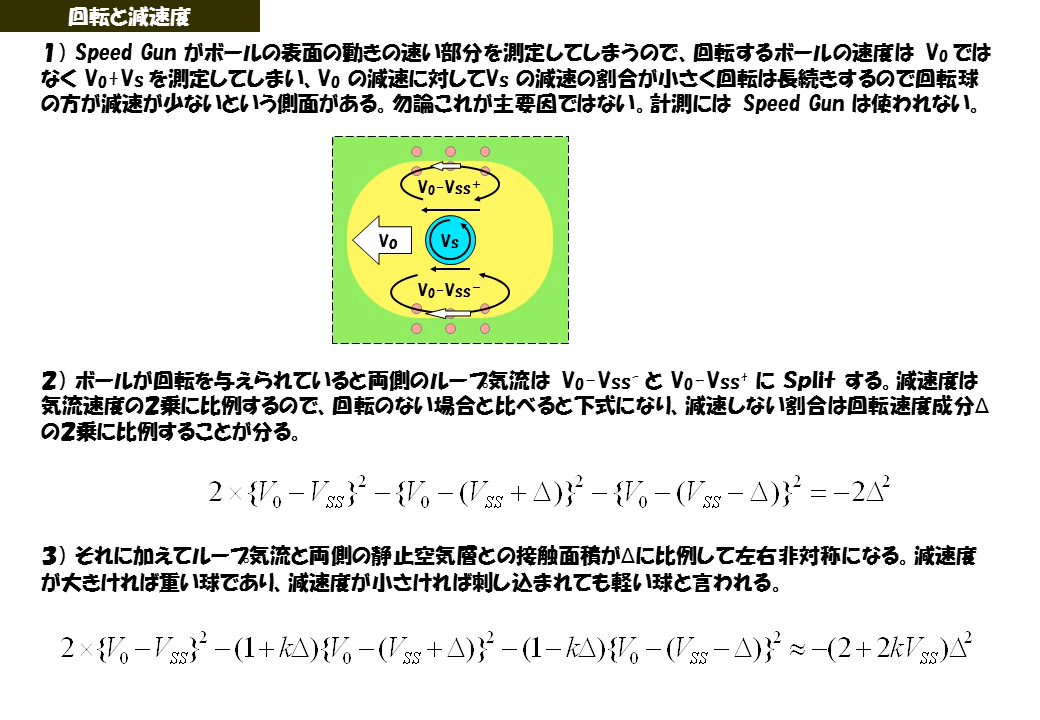 回転と減速度
1) Speed Gun がボールの表面の動きの速い部分を測定してしまうので、回転するボールの速度は V₀では
なく V₀+Vsを測定してしまい、V₀ の減速に対してVs の減速の割合が小さく回転は長続きするので回転球
の方が減速が少ないという側面がある。勿論これが主要因ではない。計測には Speed Gun は使われない。
V₀-Vss⁺
V₀
Vs
V₀-Vss⁻
2) ボールが回転を与えられていると両側のループ気流は V₀-Vss⁻ と V₀-Vss⁺ に Split する。減速度は
気流速度の2乗に比例するので、回転のない場合と比べると下式になり、減速しない割合は回転速度成分Δ
の2乗に比例することが分る。
2×{V₀−V_SS}²−{V₀−(V_SS+Δ)}²−{V₀−(V_SS−Δ)}²=−2Δ²
3) それに加えてループ気流と両側の静止空気層との接触面積がΔに比例して左右非対称になる。減速度
が大きければ重い球であり、減速度が小さければ刺し込まれても軽い球と言われる。
2×{V₀−V_SS}²−(1+kΔ){V₀−(V_SS+Δ)}²−(1−kΔ){V₀−(V_SS−Δ)}²≈−(2+2kV_SS)Δ²